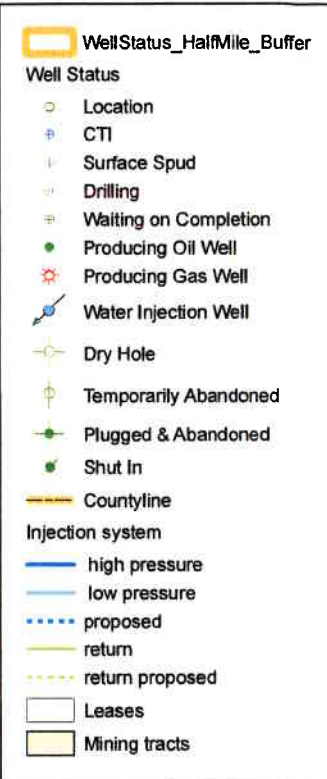 WellStatus_HalfMile_Buffer
Well Status
Location
CTI
Surface Spud
Drilling
Waiting on Completion
Producing Oil Well
Producing Gas Well
Water Injection Well
Dry Hole
Temporarily Abandoned
Plugged & Abandoned
Shut In
Countyline
Injection system
high pressure
low pressure
proposed
return
return proposed
Leases
Mining tracts